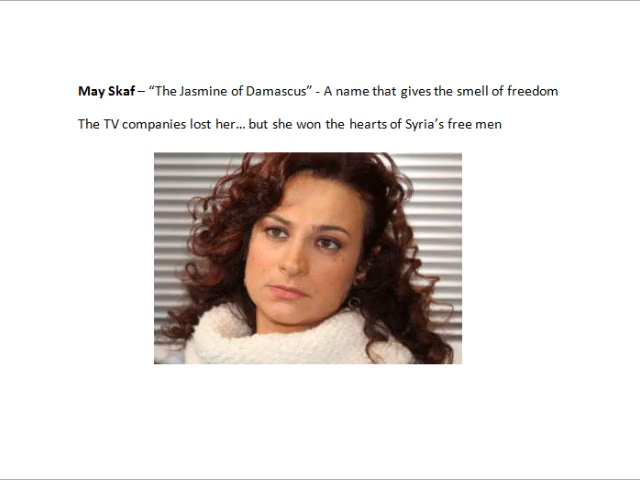 May Skaf – “The Jasmine of Damascus” - A name that gives the smell of freedom
The TV companies lost her... but she won the hearts of Syria’s free men